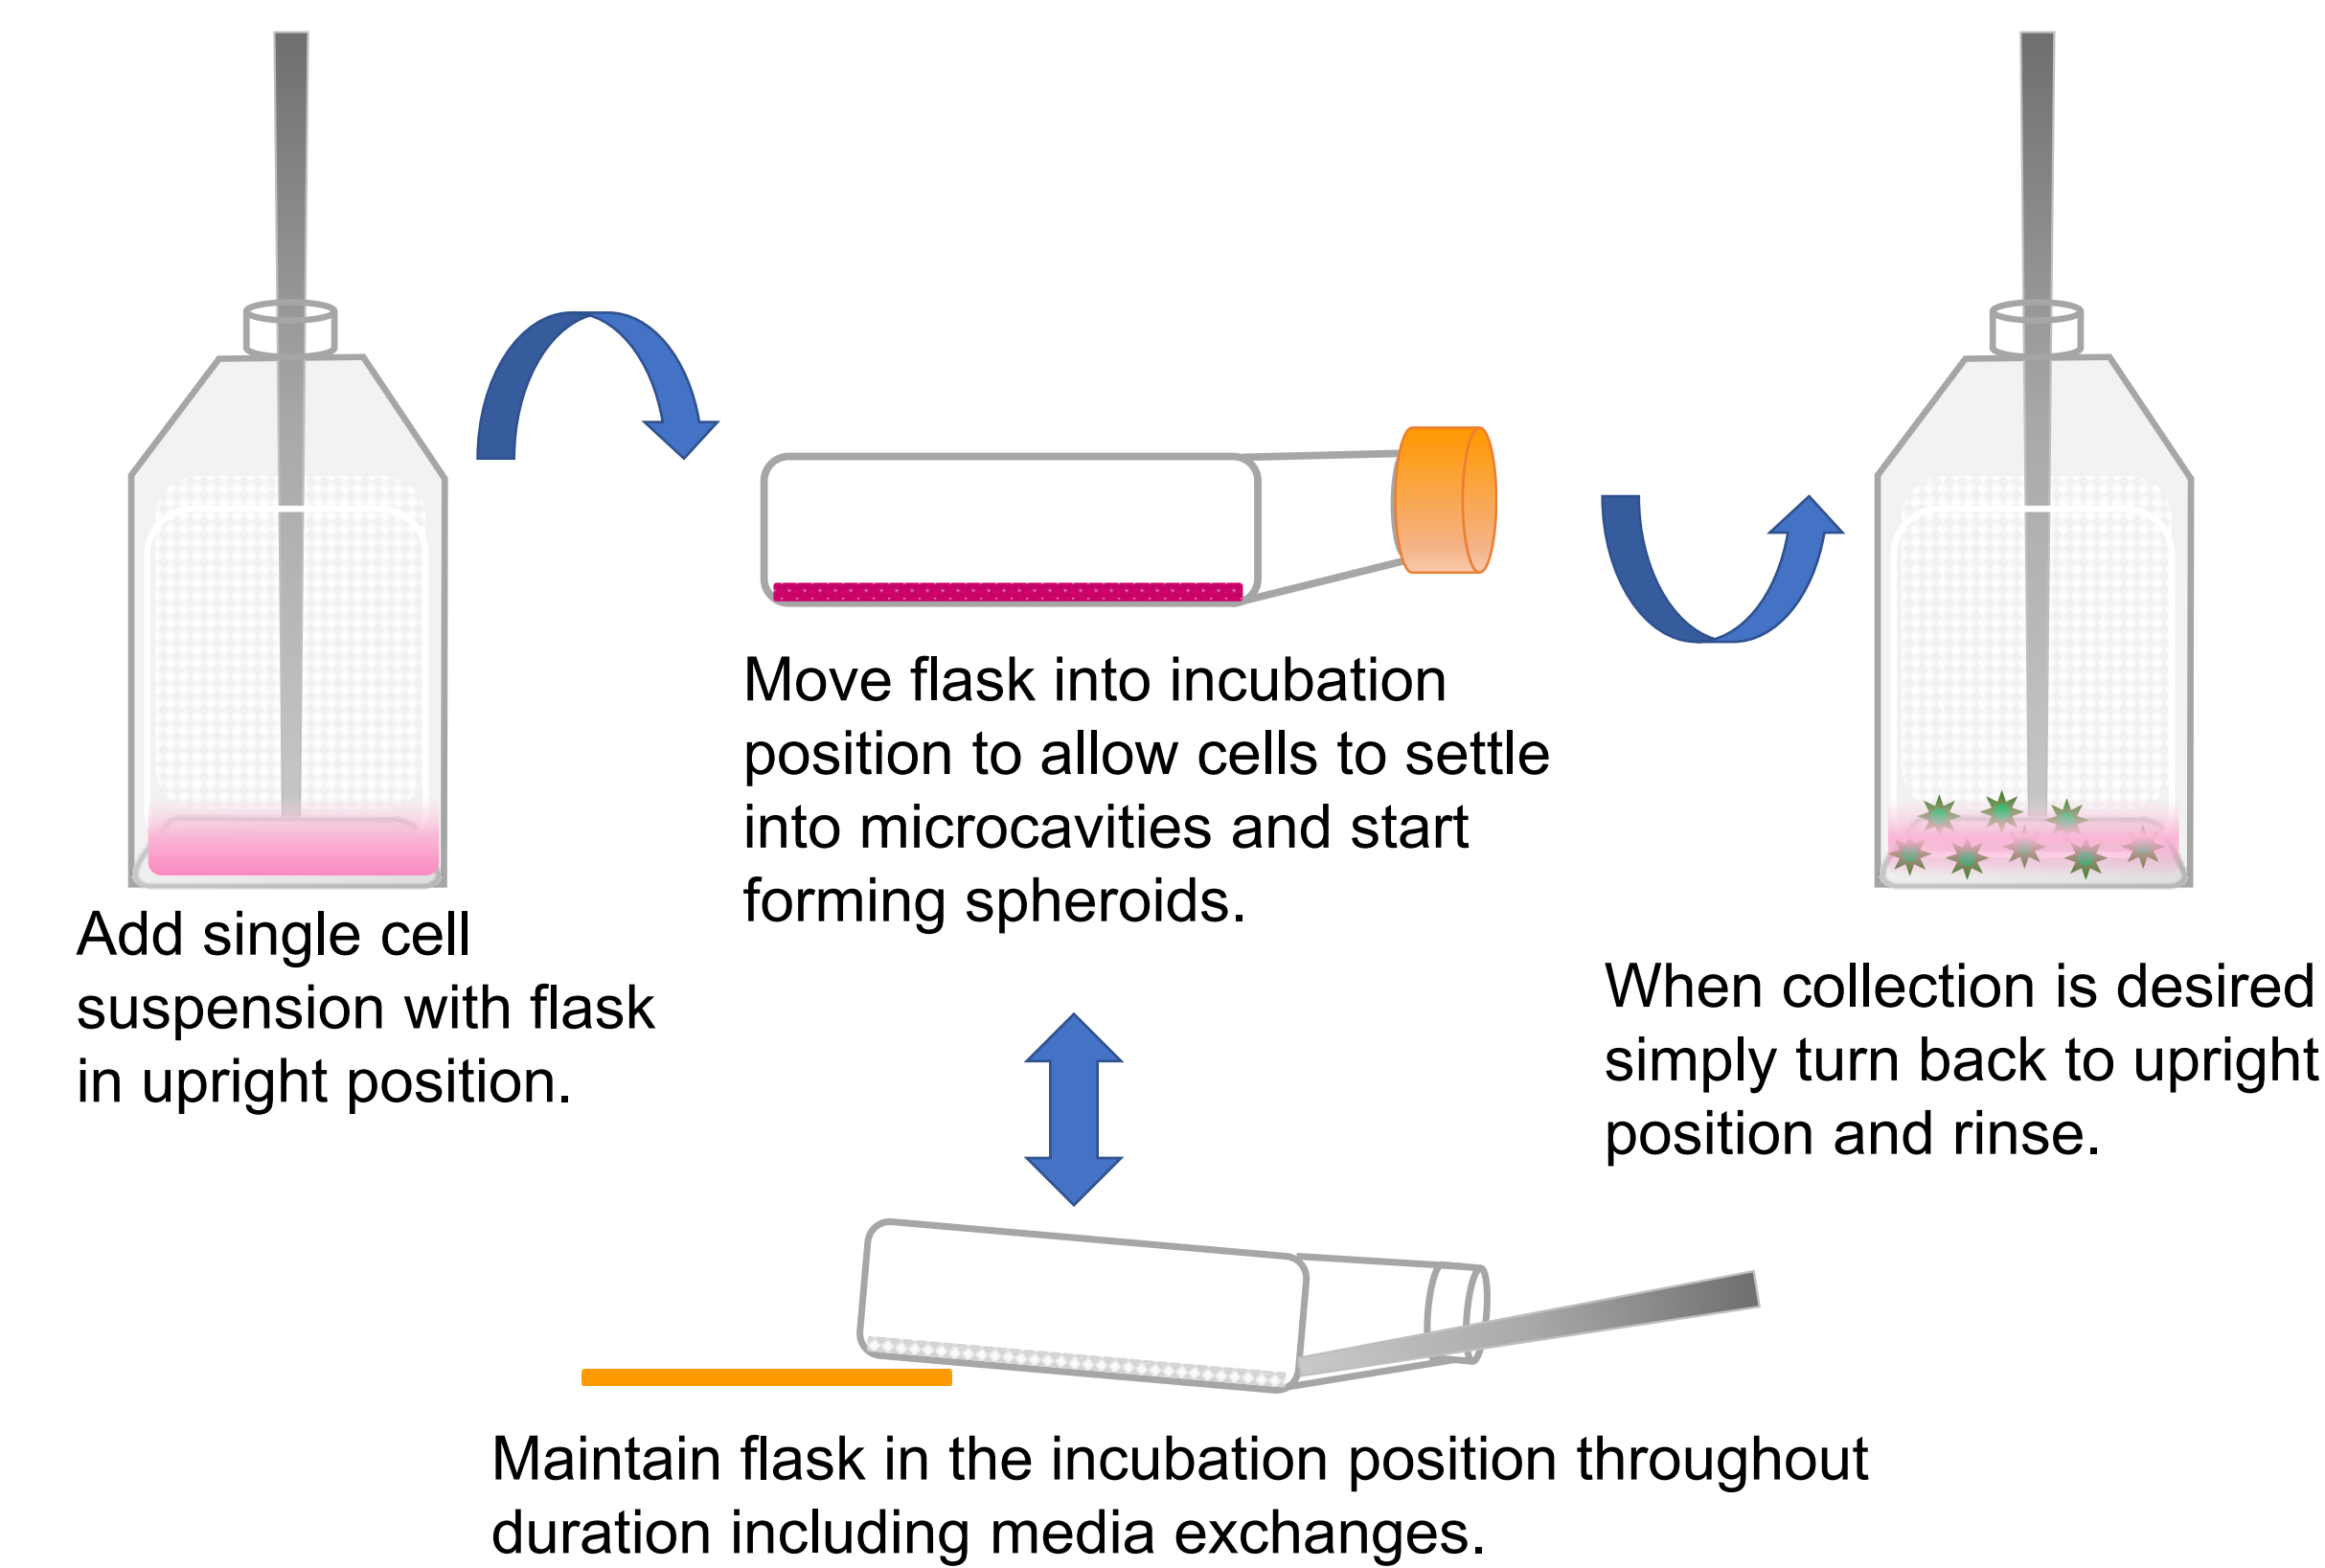 Add single cell
suspension with flask
in upright position.
Move flask into incubation
position to allow cells to settle
into microcavities and start
forming spheroids.
When collection is desired
simply turn back to upright
position and rinse.
Maintain flask in the incubation position throughout
duration including media exchanges.